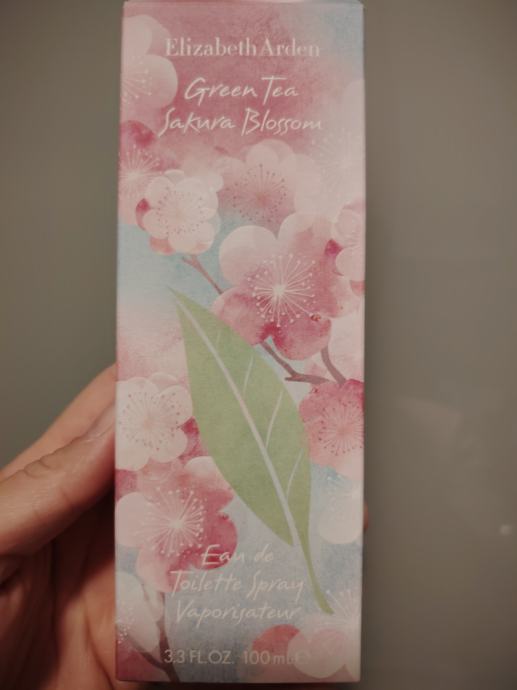 Elizabeth Arden
Green Tea
Sakura Blossom
Eau de
Toilette Spray
Vaporisateur
3.3 FL.OZ. 100 mL ℮